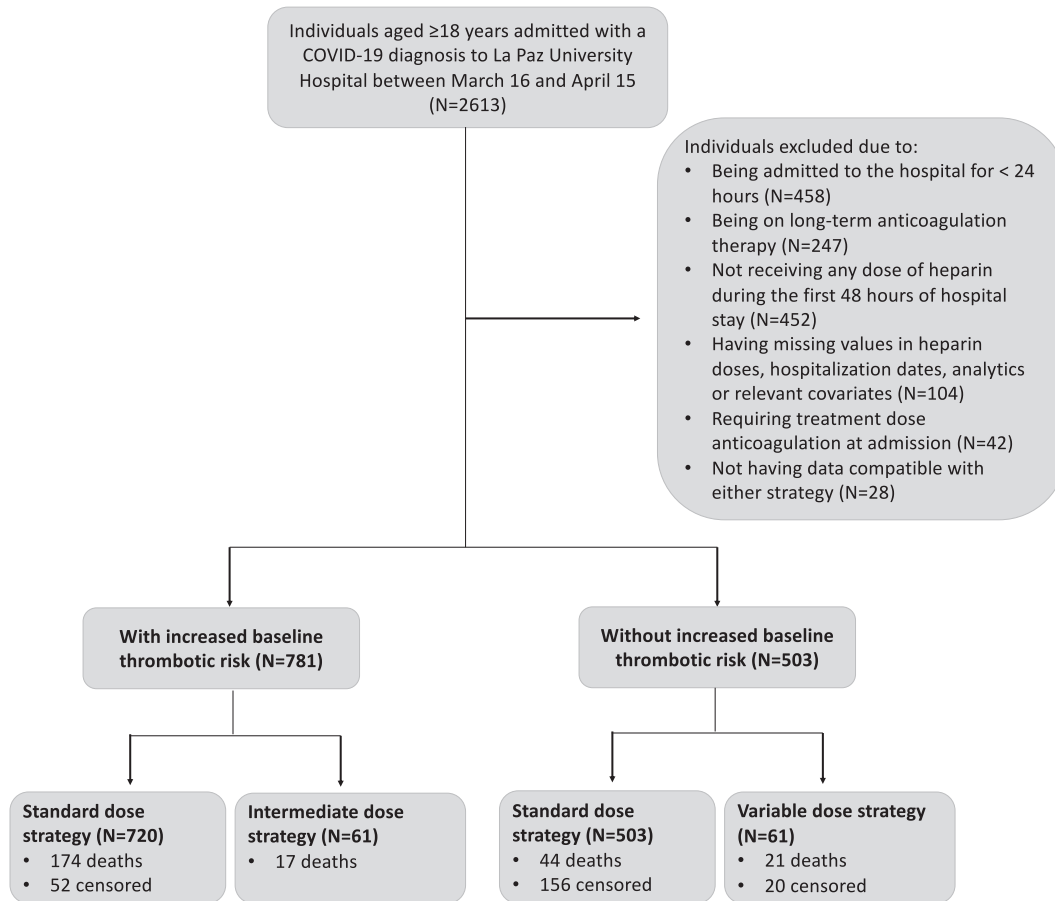 Individuals aged ≥18 years admitted with a
COVID-19 diagnosis to La Paz University
Hospital between March 16 and April 15
(N=2613)
Individuals excluded due to:
• Being admitted to the hospital for < 24
hours (N=458)
• Being on long-term anticoagulation
therapy (N=247)
• Not receiving any dose of heparin
during the first 48 hours of hospital
stay (N=452)
• Having missing values in heparin
doses, hospitalization dates, analytics
or relevant covariates (N=104)
• Requiring treatment dose
anticoagulation at admission (N=42)
• Not having data compatible with
either strategy (N=28)
With increased baseline
thrombotic risk (N=781)
Without increased baseline
thrombotic risk (N=503)
Standard dose
strategy (N=720)
• 174 deaths
• 52 censored
Intermediate dose
strategy (N=61)
• 17 deaths
Standard dose
strategy (N=503)
• 44 deaths
• 156 censored
Variable dose strategy
(N=61)
• 21 deaths
• 20 censored